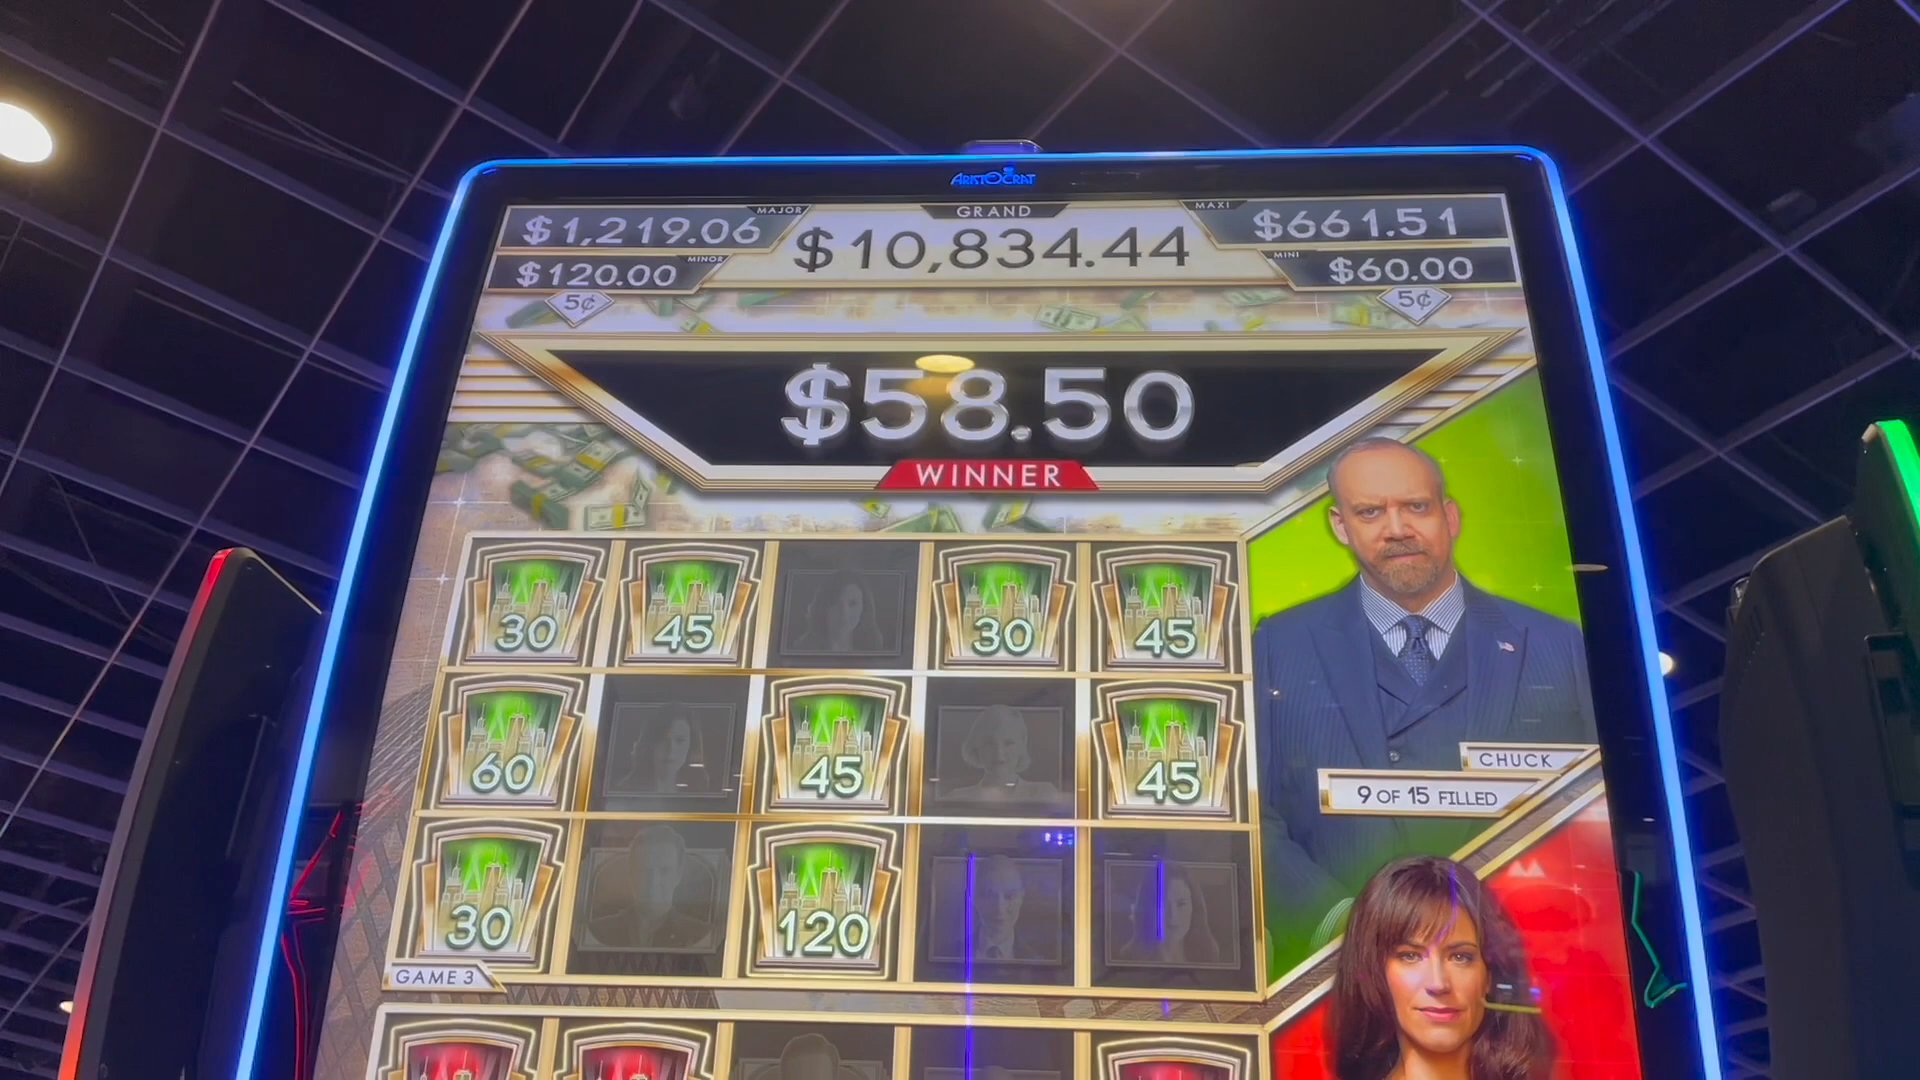 ARISTOCRAT
MAJOR GRAND MAXI
$1,219.06 $10,834.44 $661.51
MINOR MINI
$120.00 $60.00
5¢ 5¢
$58.50
WINNER
30 45 30 45
60 45 45
CHUCK
9 OF 15 FILLED
30 120
GAME 3